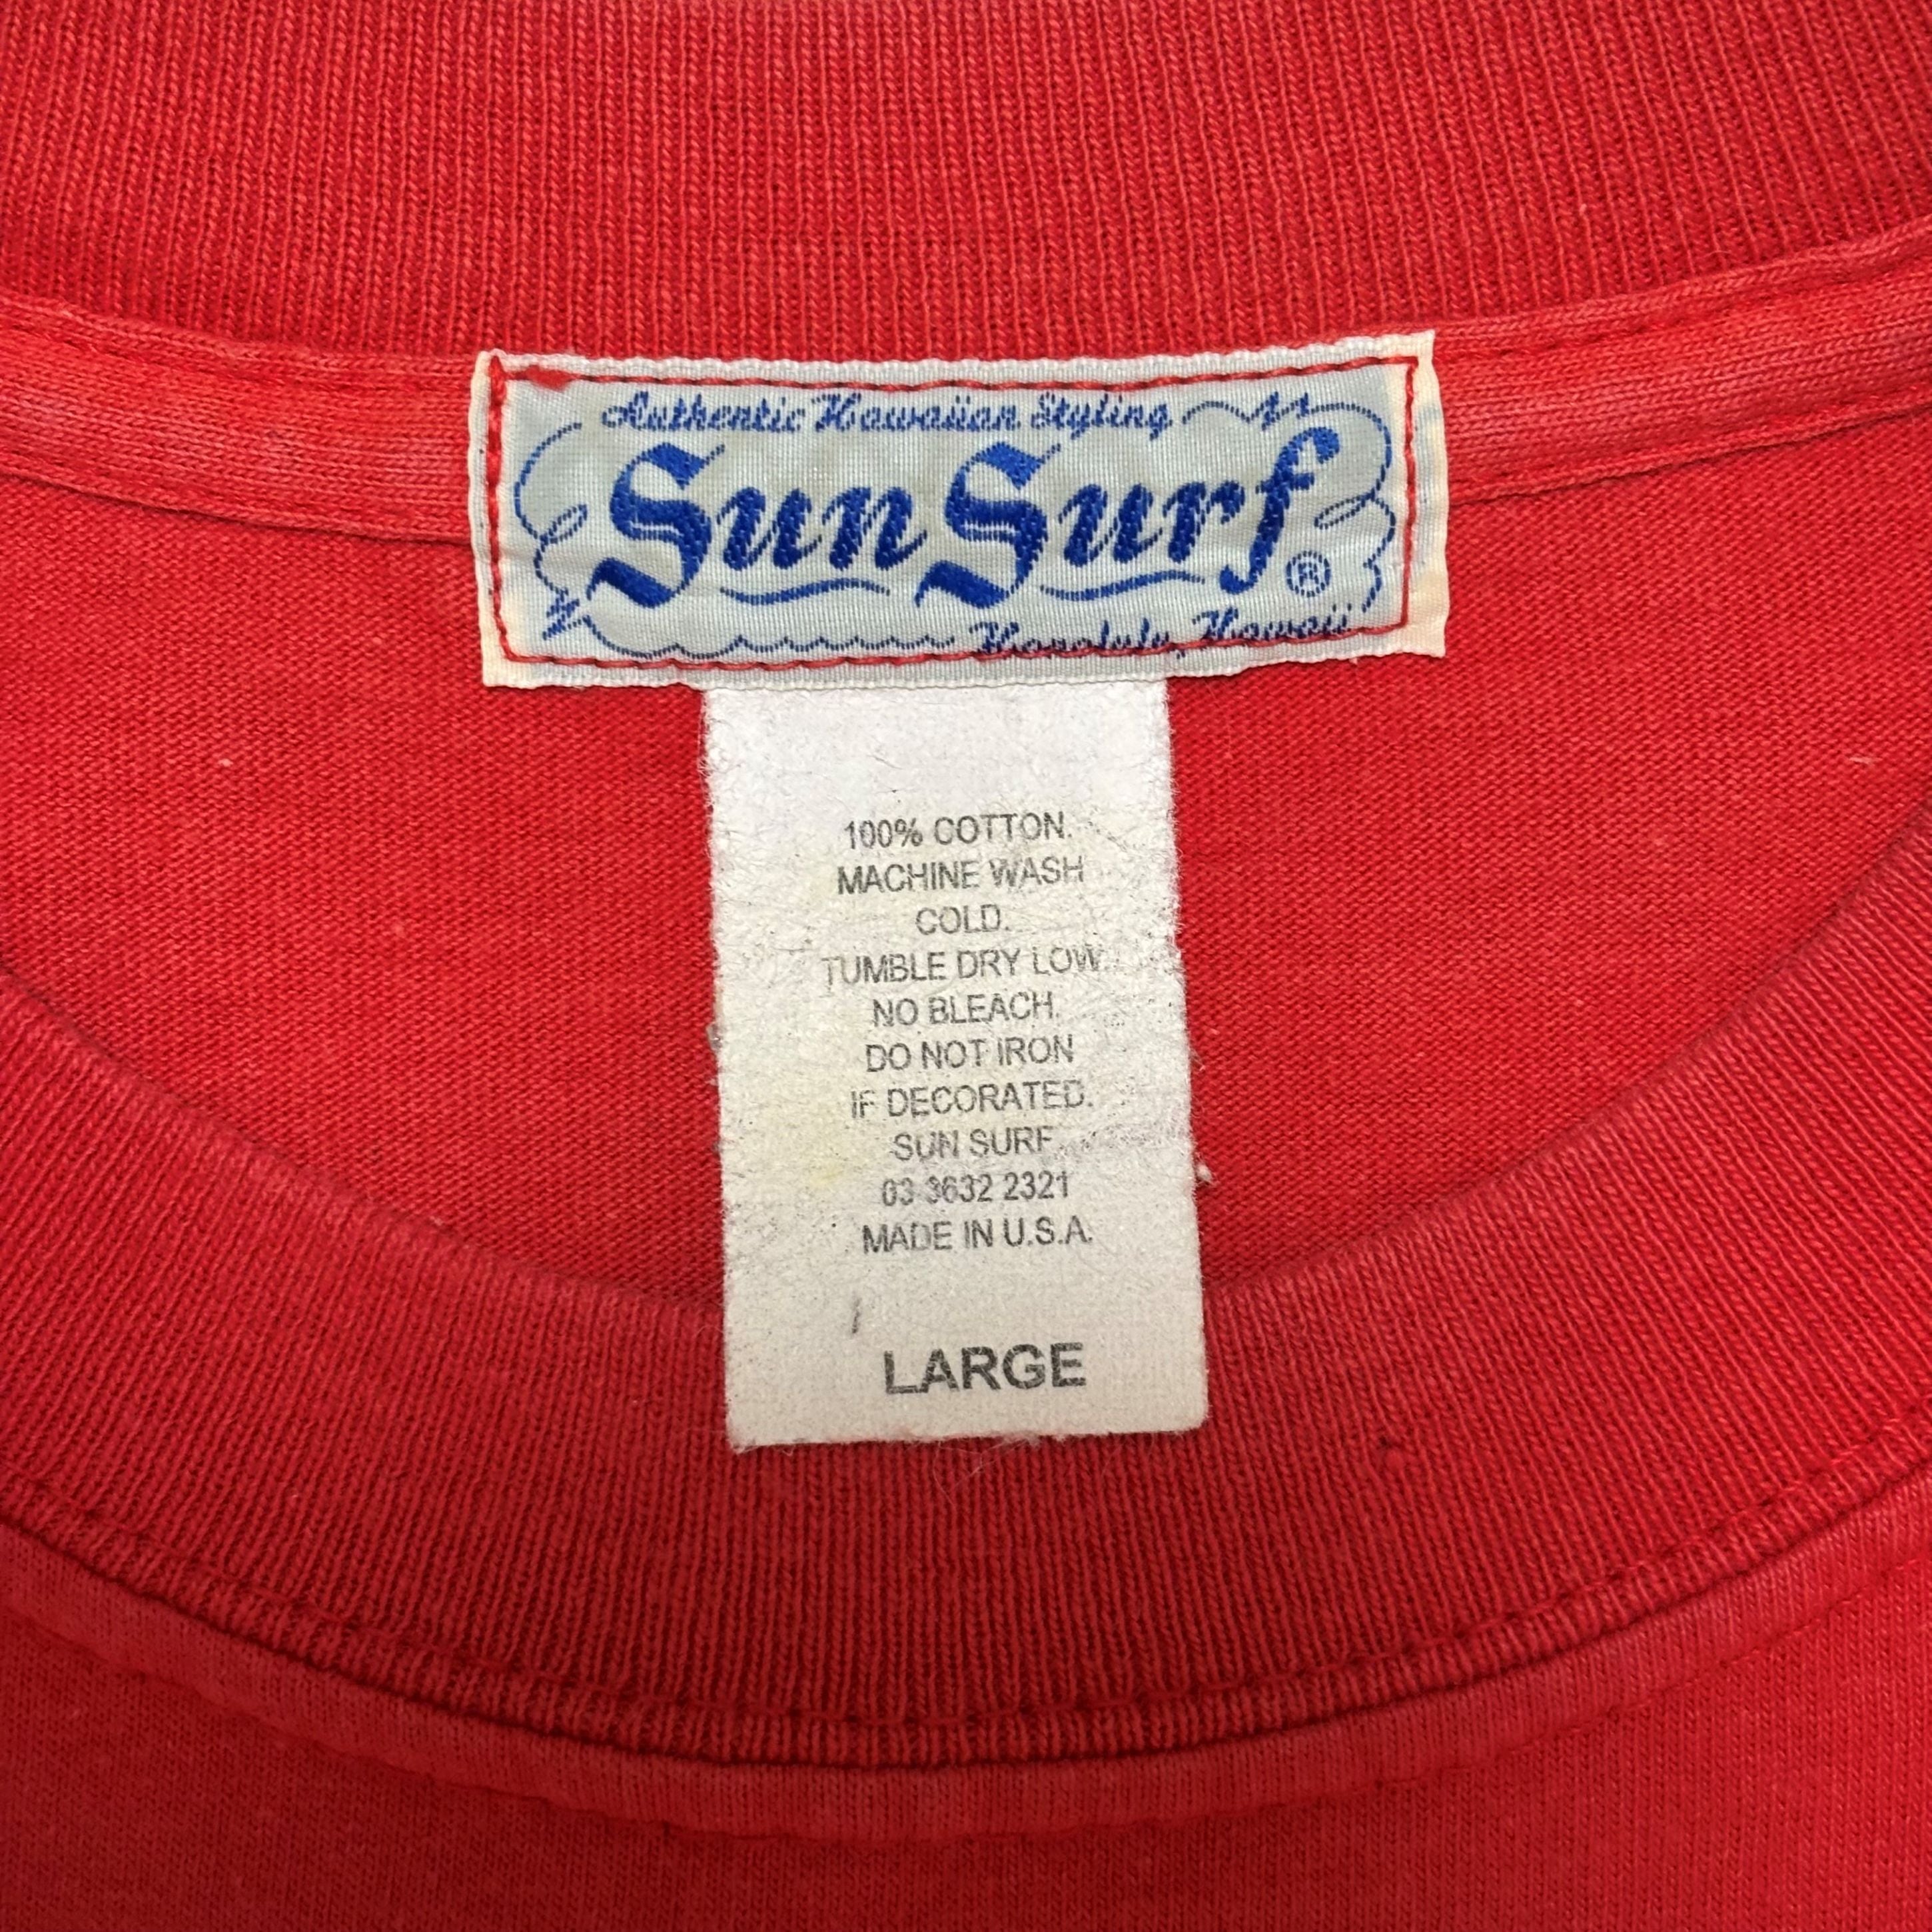 Authentic Hawaiian Styling
Sun Surf ®
Honolulu, Hawaii
100% COTTON.
MACHINE WASH
COLD.
TUMBLE DRY LOW.
NO BLEACH.
DO NOT IRON
IF DECORATED.
SUN SURF
03 3632 2321
MADE IN U.S.A.
LARGE